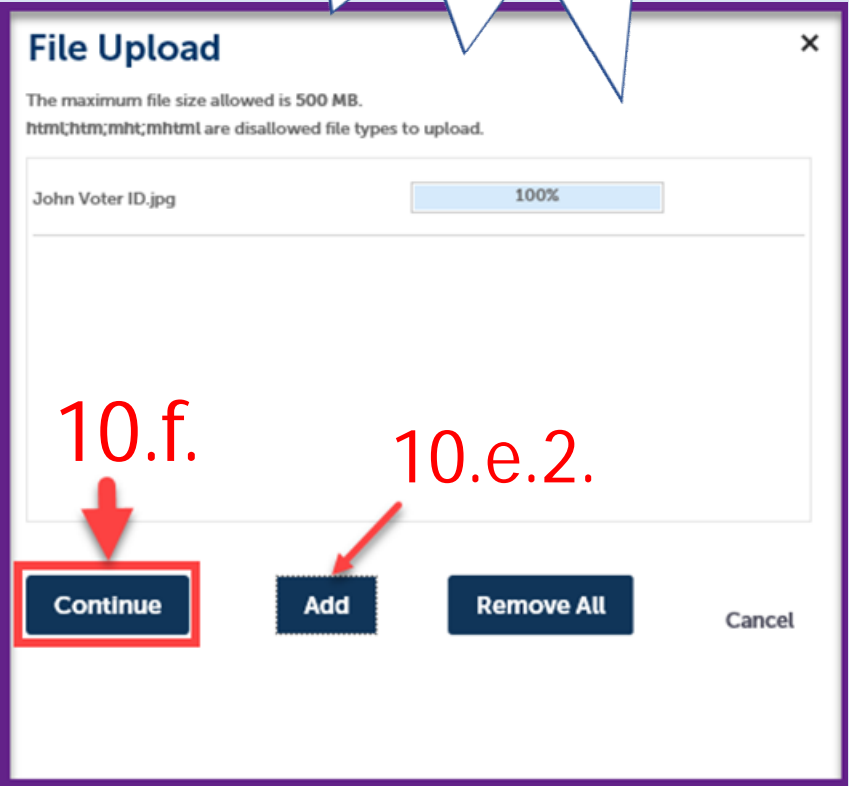 File Upload ×
The maximum file size allowed is 500 MB.
html;htm;mht;mhtml are disallowed file types to upload.
John Voter ID.jpg 100%
10.f.
10.e.2.
Continue Add Remove All Cancel